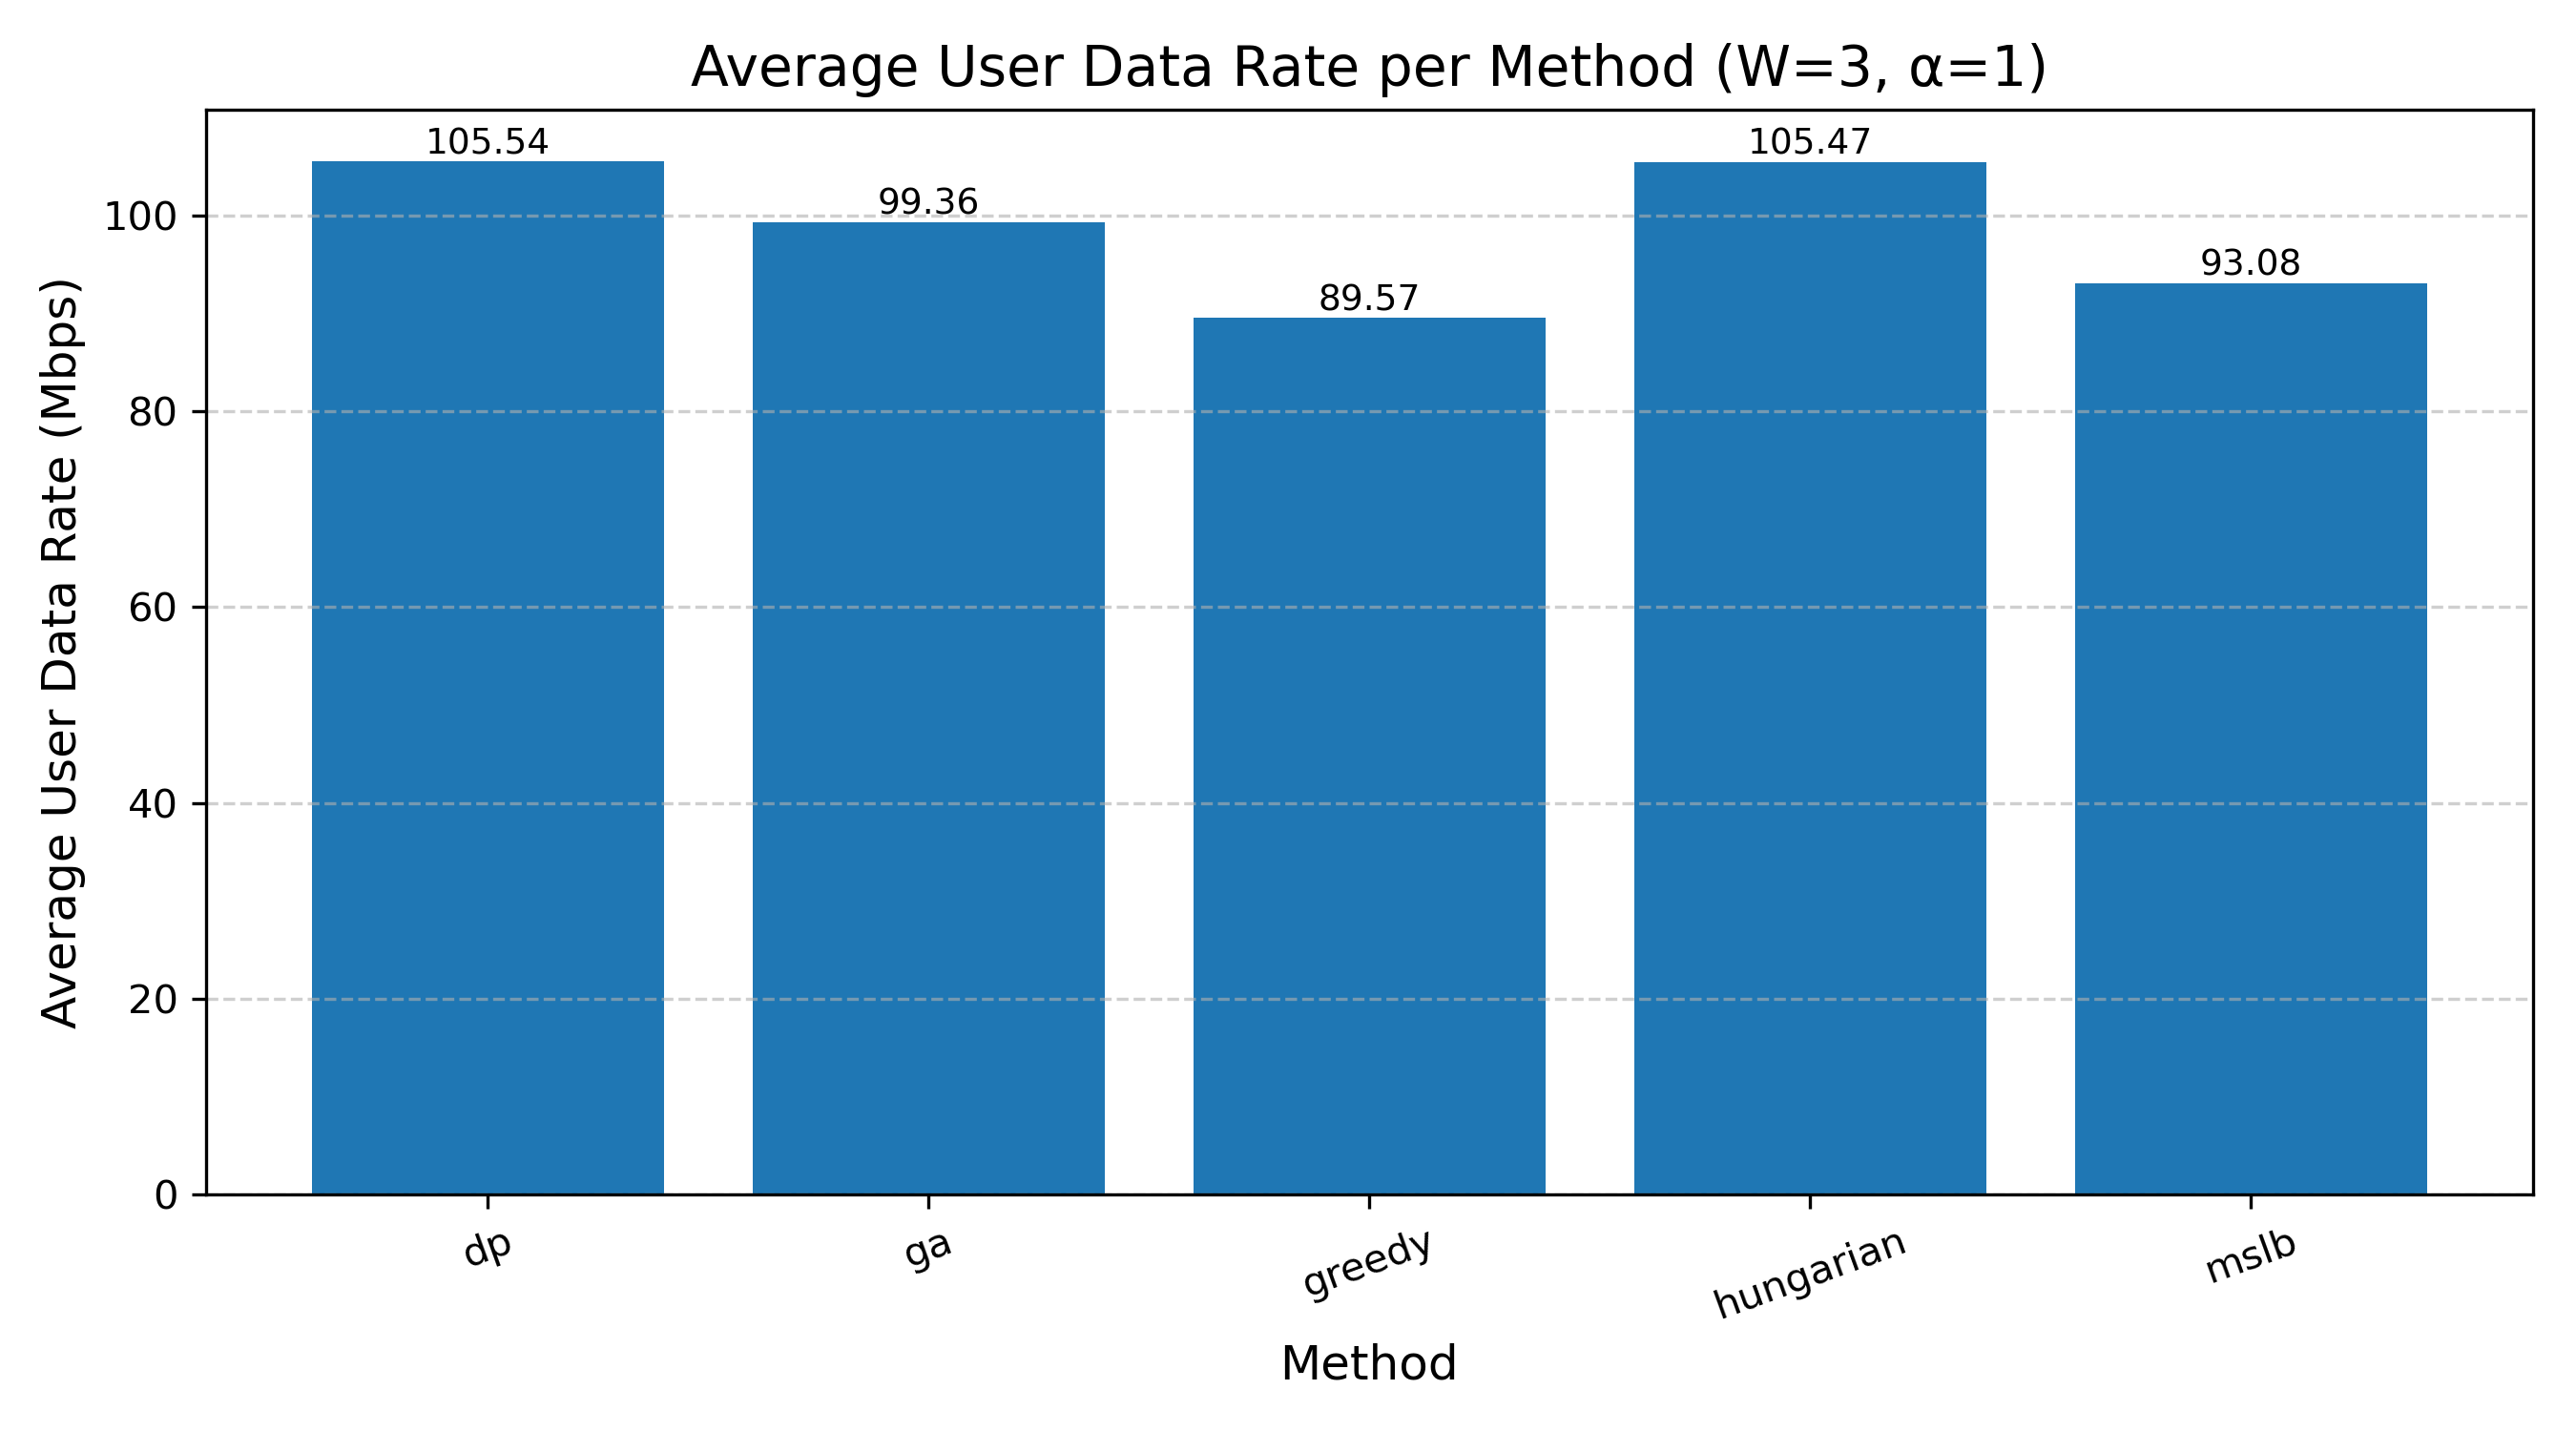 Average User Data Rate per Method (W=3, α=1)
Average User Data Rate (Mbps)
100
80
60
40
20
0
105.54
99.36
89.57
105.47
93.08
dp
ga
greedy
hungarian
mslb
Method